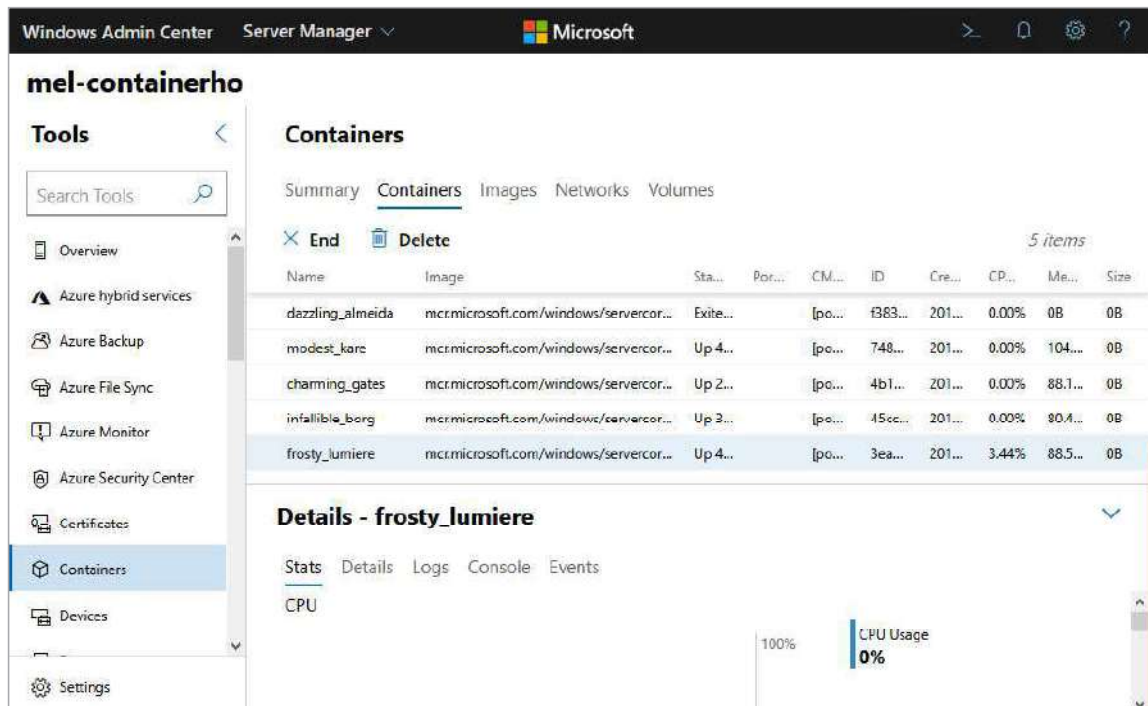 Windows Admin Center Server Manager Microsoft
mel-containerho
Tools
Search Tools
Overview
Azure hybrid services
Azure Backup
Azure File Sync
Azure Monitor
Azure Security Center
Certificates
Containers
Devices
Settings
Containers
Summary Containers Images Networks Volumes
End Delete 5 items
Name Image Sta... Por... CM... ID Cre... CP... Me... Size
dazzling_almeida mcr.microsoft.com/windows/servercor... Exite... [po... f383... 201... 0.00% 0B 0B
modest_kare mcr.microsoft.com/windows/servercor... Up 4... [po... 748... 201... 0.00% 104.... 0B
charming_gates mcr.microsoft.com/windows/servercor... Up 2... [po... 4b1... 201... 0.00% 88.1... 0B
infallible_borg mcr.microsoft.com/windows/servercor... Up 3... [po... 45cc... 201... 0.00% 80.4... 0B
frosty_lumiere mcr.microsoft.com/windows/servercor... Up 4... [po... 3ea... 201... 3.44% 88.5... 0B
Details - frosty_lumiere
Stats Details Logs Console Events
CPU
100%
CPU Usage
0%